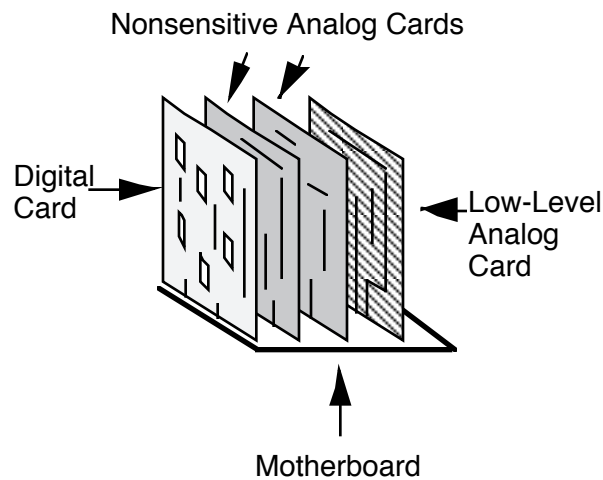 Nonsensitive Analog Cards
Digital
Card
Low-Level
Analog
Card
Motherboard